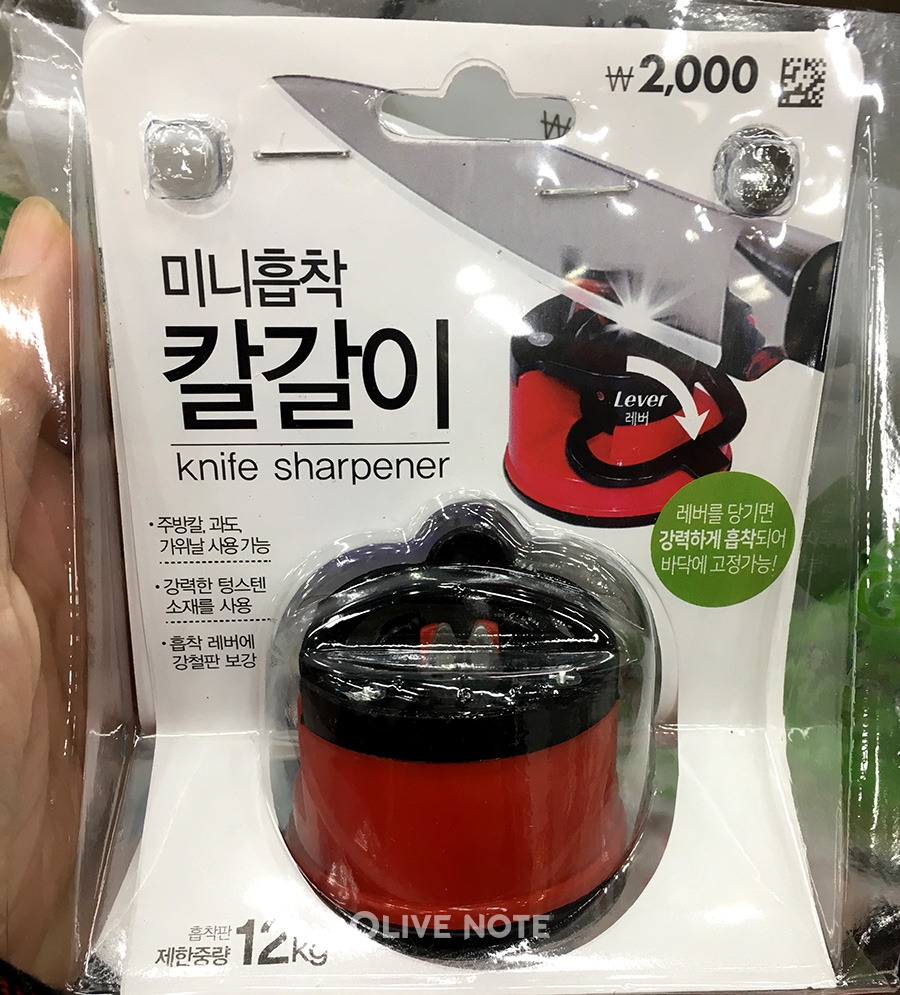 ₩2,000
₩
미니흡착
칼갈이
knife sharpener
Lever
레버
레버를 당기면
강력하게 흡착되어
바닥에 고정가능!
• 주방칼, 과도,
가위날 사용 가능
• 강력한 텅스텐
소재를 사용
• 흡착 레버에
강철판 보강
흡착판
제한중량 12kg
OLIVE NOTE